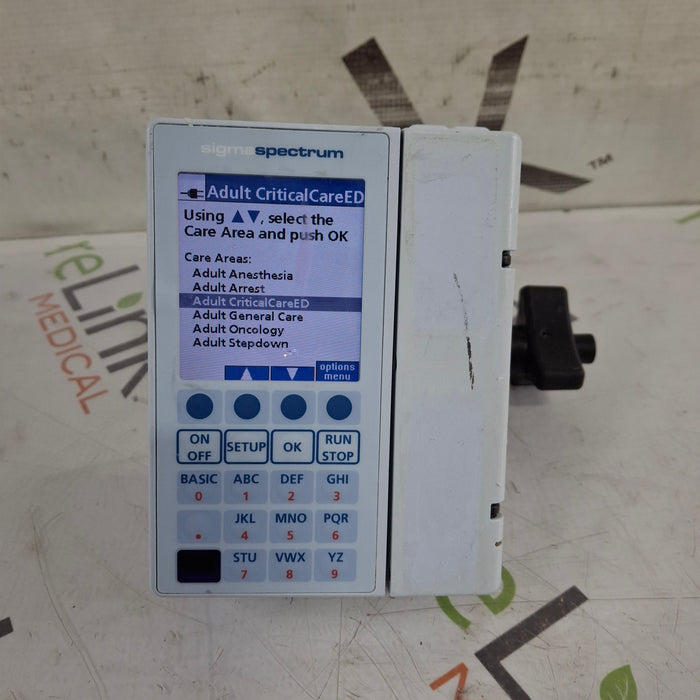 sigma spectrum
Adult CriticalCareED
Using ▲▼, select the
Care Area and push OK
Care Areas:
Adult Anesthesia
Adult Arrest
Adult CriticalCareED
Adult General Care
Adult Oncology
Adult Stepdown
options
menu
ON
OFF
SETUP
OK
RUN
STOP
BASIC
0
ABC
1
DEF
2
GHI
3
.
JKL
4
MNO
5
PQR
6
STU
7
VWX
8
YZ
9
reLink
MEDICAL
TM